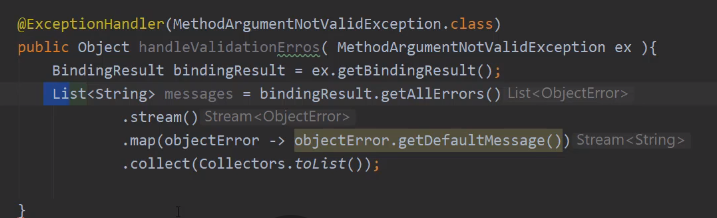 @ExceptionHandler(MethodArgumentNotValidException.class)
public Object handleValidationErros( MethodArgumentNotValidException ex ){
BindingResult bindingResult = ex.getBindingResult();
List<String> messages = bindingResult.getAllErrors() List<ObjectError>
.stream() Stream<ObjectError>
.map(objectError -> objectError.getDefaultMessage()) Stream<String>
.collect(Collectors.toList());
}